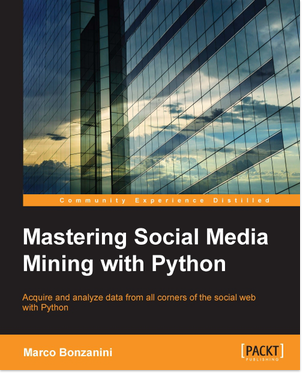 Community Experience Distilled
Mastering Social Media
Mining with Python
Acquire and analyze data from all corners of the social web
with Python
Marco Bonzanini
[PACKT]
PUBLISHING